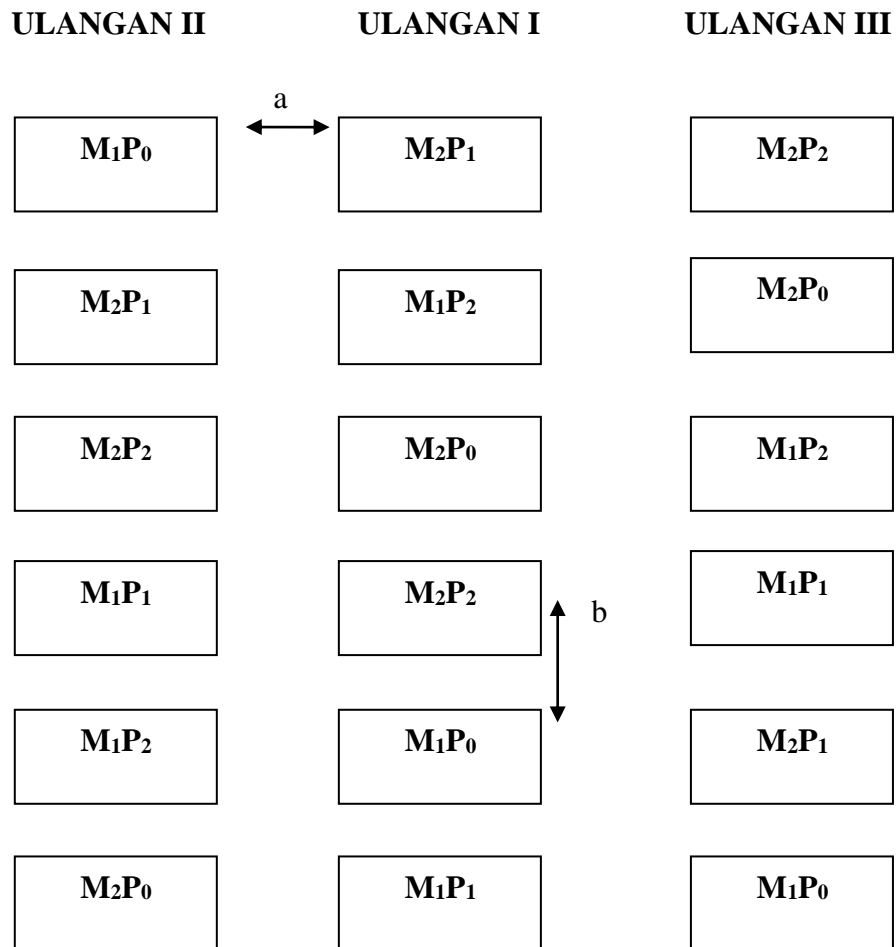 ULANGAN II ULANGAN I ULANGAN III
a
M₁P₀ M₂P₁ M₂P₂
M₂P₁ M₁P₂ M₂P₀
M₂P₂ M₂P₀ M₁P₂
M₁P₁ M₂P₂ M₁P₁
b
M₁P₂ M₁P₀ M₂P₁
M₂P₀ M₁P₁ M₁P₀